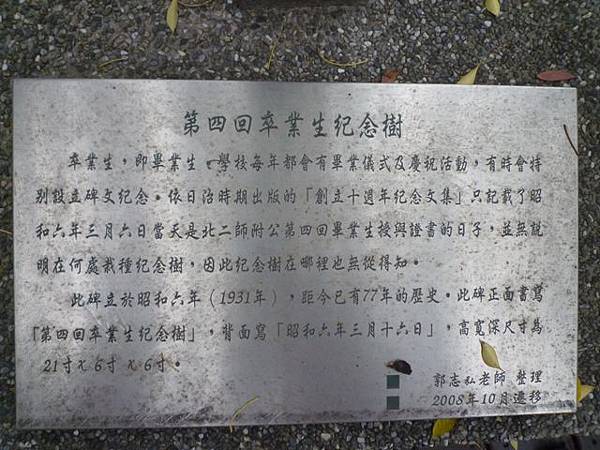 第四回卒業生紀念樹
卒業生，即畢業生。學校每年都會有畢業儀式及慶祝活動，有時會特
別設立碑文紀念。依日治時期出版的「創立十週年紀念文集」只記載了昭
和六年三月六日當天是北二師附公第四回畢業生授與證書的日子，並無說
明在何處栽種紀念樹，因此紀念樹在哪裡也無從得知。
此碑立於昭和六年（1931年），距今已有77年的歷史。此碑正面書寫
「第四回卒業生紀念樹」，背面寫「昭和六年三月十六日」，高寬深尺寸為
21寸×6寸×6寸。
郭志弘老師 整理
2008年10月遷移